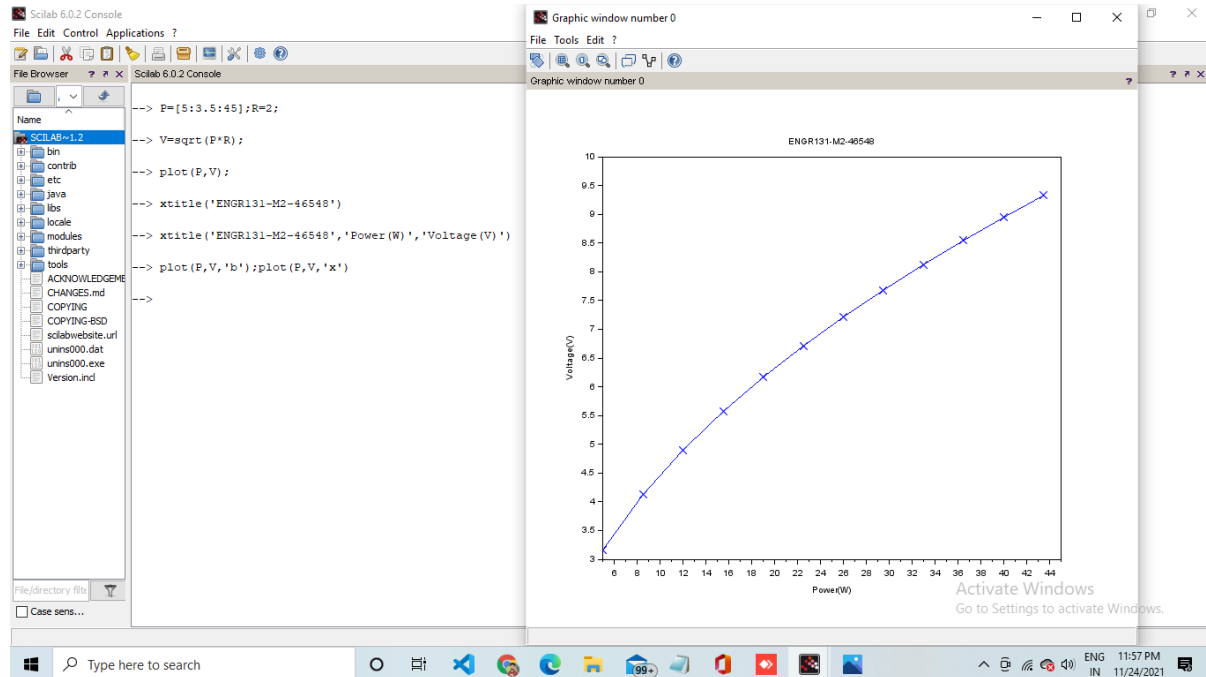 Scilab 6.0.2 Console
File Edit Control Applications ?
File Browser ? ↗ X
Scilab 6.0.2 Console
Name
SCILAB~1.2
bin
contrib
etc
java
libs
locale
modules
thirdparty
tools
ACKNOWLEDGEME
CHANGES.md
COPYING
COPYING-BSD
scilabwebsite.url
unins000.dat
unins000.exe
Version.incl
File/directory filte
Case sens...
--> P=[5:3.5:45];R=2;
--> V=sqrt(P*R);
--> plot(P,V);
--> xtitle('ENGR131-M2-46548')
--> xtitle('ENGR131-M2-46548','Power(W)','Voltage(V)')
--> plot(P,V,'b');plot(P,V,'x')
-->
Graphic window number 0
File Tools Edit ?
Graphic window number 0 ?
? ↗ X
ENGR131-M2-46548
10
9.5
9
8.5
8
7.5
7
6.5
6
5.5
5
4.5
4
3.5
3
Voltage(V)
6 8 10 12 14 16 18 20 22 24 26 28 30 32 34 36 38 40 42 44
Power(W)
Activate Windows
Go to Settings to activate Windows.
Type here to search
99+
ENG
IN
11:57 PM
11/24/2021